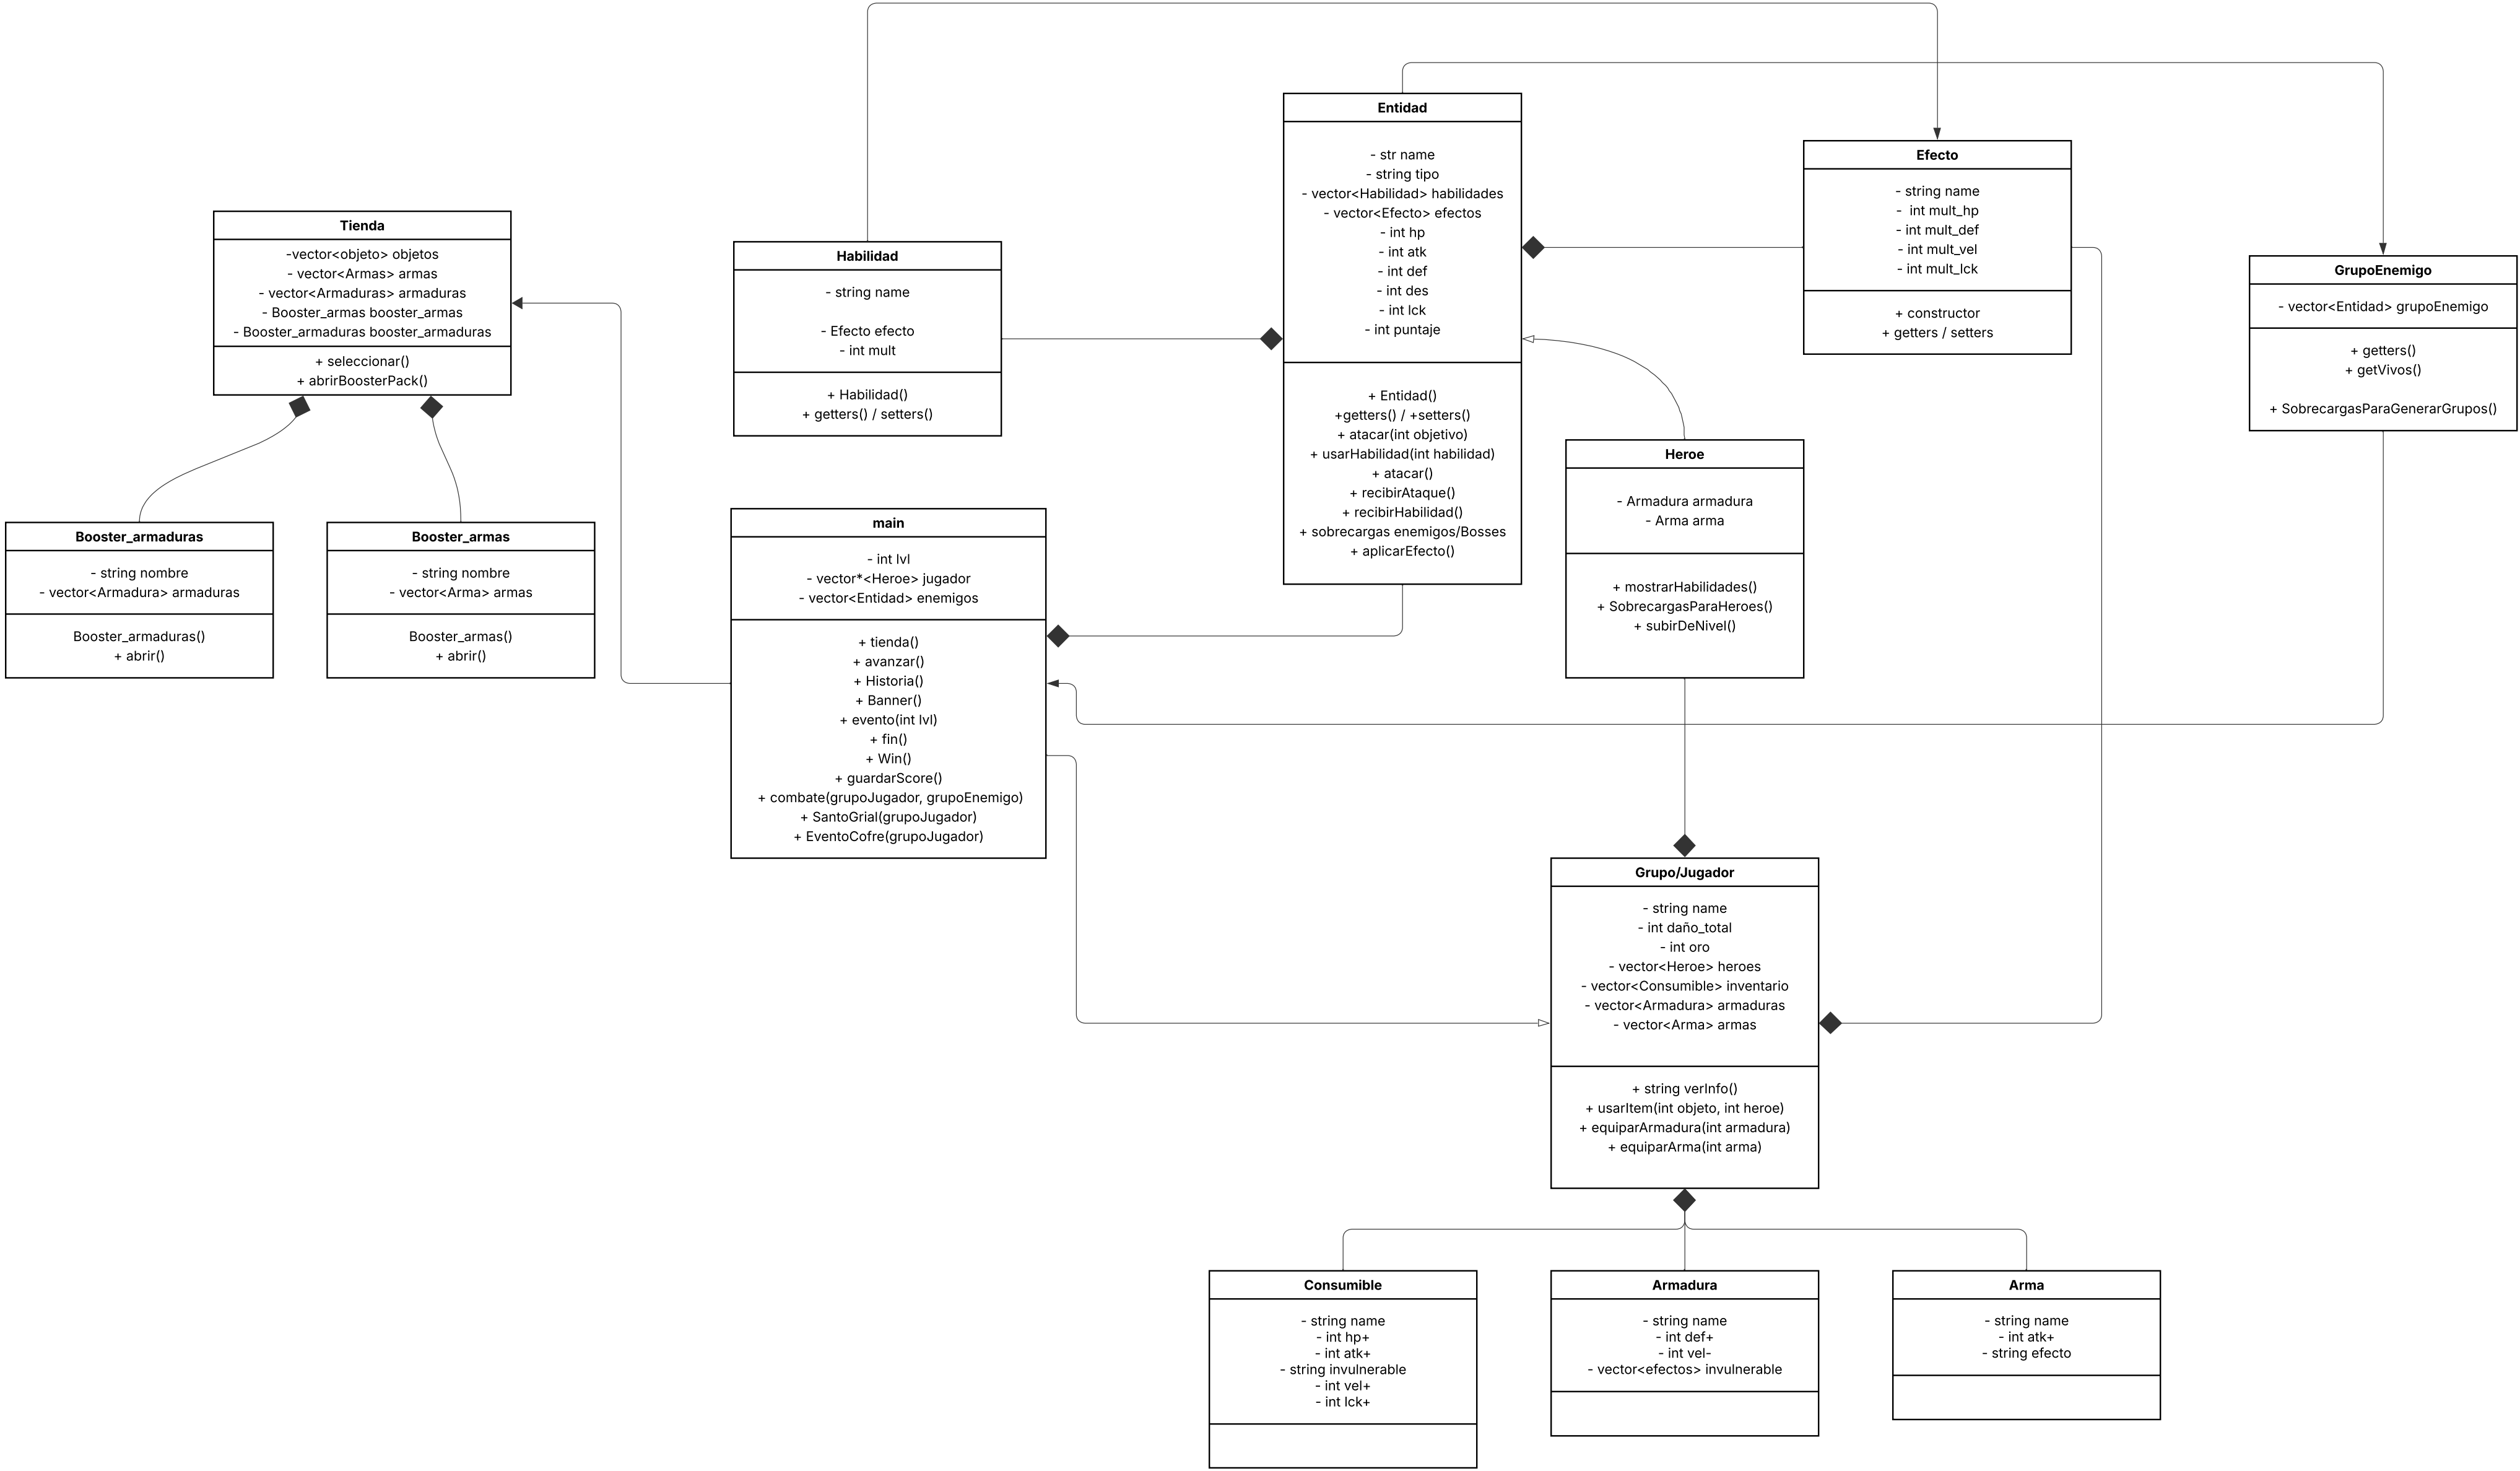 Entidad
- str name
- string tipo
- vector<Habilidad> habilidades
- vector<Efecto> efectos
- int hp
- int atk
- int def
- int des
- int lck
- int puntaje
+ Entidad()
+getters() / +setters()
+ atacar(int objetivo)
+ usarHabilidad(int habilidad)
+ atacar()
+ recibirAtaque()
+ recibirHabilidad()
+ sobrecargas enemigos/Bosses
+ aplicarEfecto()
Efecto
- string name
-  int mult_hp
- int mult_def
- int mult_vel
- int mult_lck
+ constructor
+ getters / setters
Tienda
-vector<objeto> objetos
- vector<Armas> armas
- vector<Armaduras> armaduras
- Booster_armas booster_armas
- Booster_armaduras booster_armaduras
+ seleccionar()
+ abrirBoosterPack()
Habilidad
- string name
- Efecto efecto
- int mult
+ Habilidad()
+ getters() / setters()
GrupoEnemigo
- vector<Entidad> grupoEnemigo
+ getters()
+ getVivos()
+ SobrecargasParaGenerarGrupos()
Heroe
- Armadura armadura
- Arma arma
+ mostrarHabilidades()
+ SobrecargasParaHeroes()
+ subirDeNivel()
Booster_armaduras
- string nombre
- vector<Armadura> armaduras
Booster_armaduras()
+ abrir()
Booster_armas
- string nombre
- vector<Arma> armas
Booster_armas()
+ abrir()
main
- int lvl
- vector*<Heroe> jugador
- vector<Entidad> enemigos
+ tienda()
+ avanzar()
+ Historia()
+ Banner()
+ evento(int lvl)
+ fin()
+ Win()
+ guardarScore()
+ combate(grupoJugador, grupoEnemigo)
+ SantoGrial(grupoJugador)
+ EventoCofre(grupoJugador)
Grupo/Jugador
- string name
- int daño_total
- int oro
- vector<Heroe> heroes
- vector<Consumible> inventario
- vector<Armadura> armaduras
- vector<Arma> armas
+ string verInfo()
+ usarItem(int objeto, int heroe)
+ equiparArmadura(int armadura)
+ equiparArma(int arma)
Consumible
- string name
- int hp+
- int atk+
- string invulnerable
- int vel+
- int lck+
Armadura
- string name
- int def+
- int vel-
- vector<efectos> invulnerable
Arma
- string name
- int atk+
- string efecto